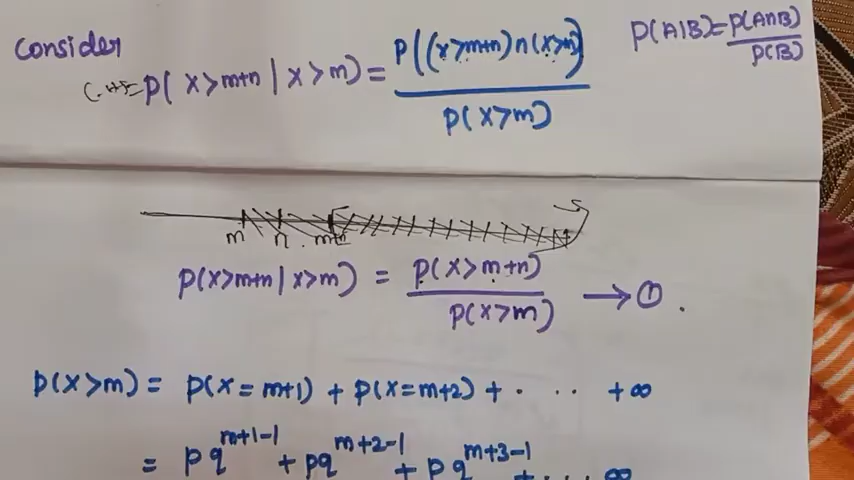 Consider
P(A|B)=P(A∩B)/P(B)
P(X>m+n | X>m) = P((X>m+n)∩(X>m))/P(X>m)
m n m+n
P(X>m+n | X>m) = P(X>m+n)/P(X>m) → ①.
P(X>m) = P(X=m+1) + P(X=m+2) + . . . + ∞
= pq^{m+1-1} + pq^{m+2-1} + pq^{m+3-1} + . . . ∞